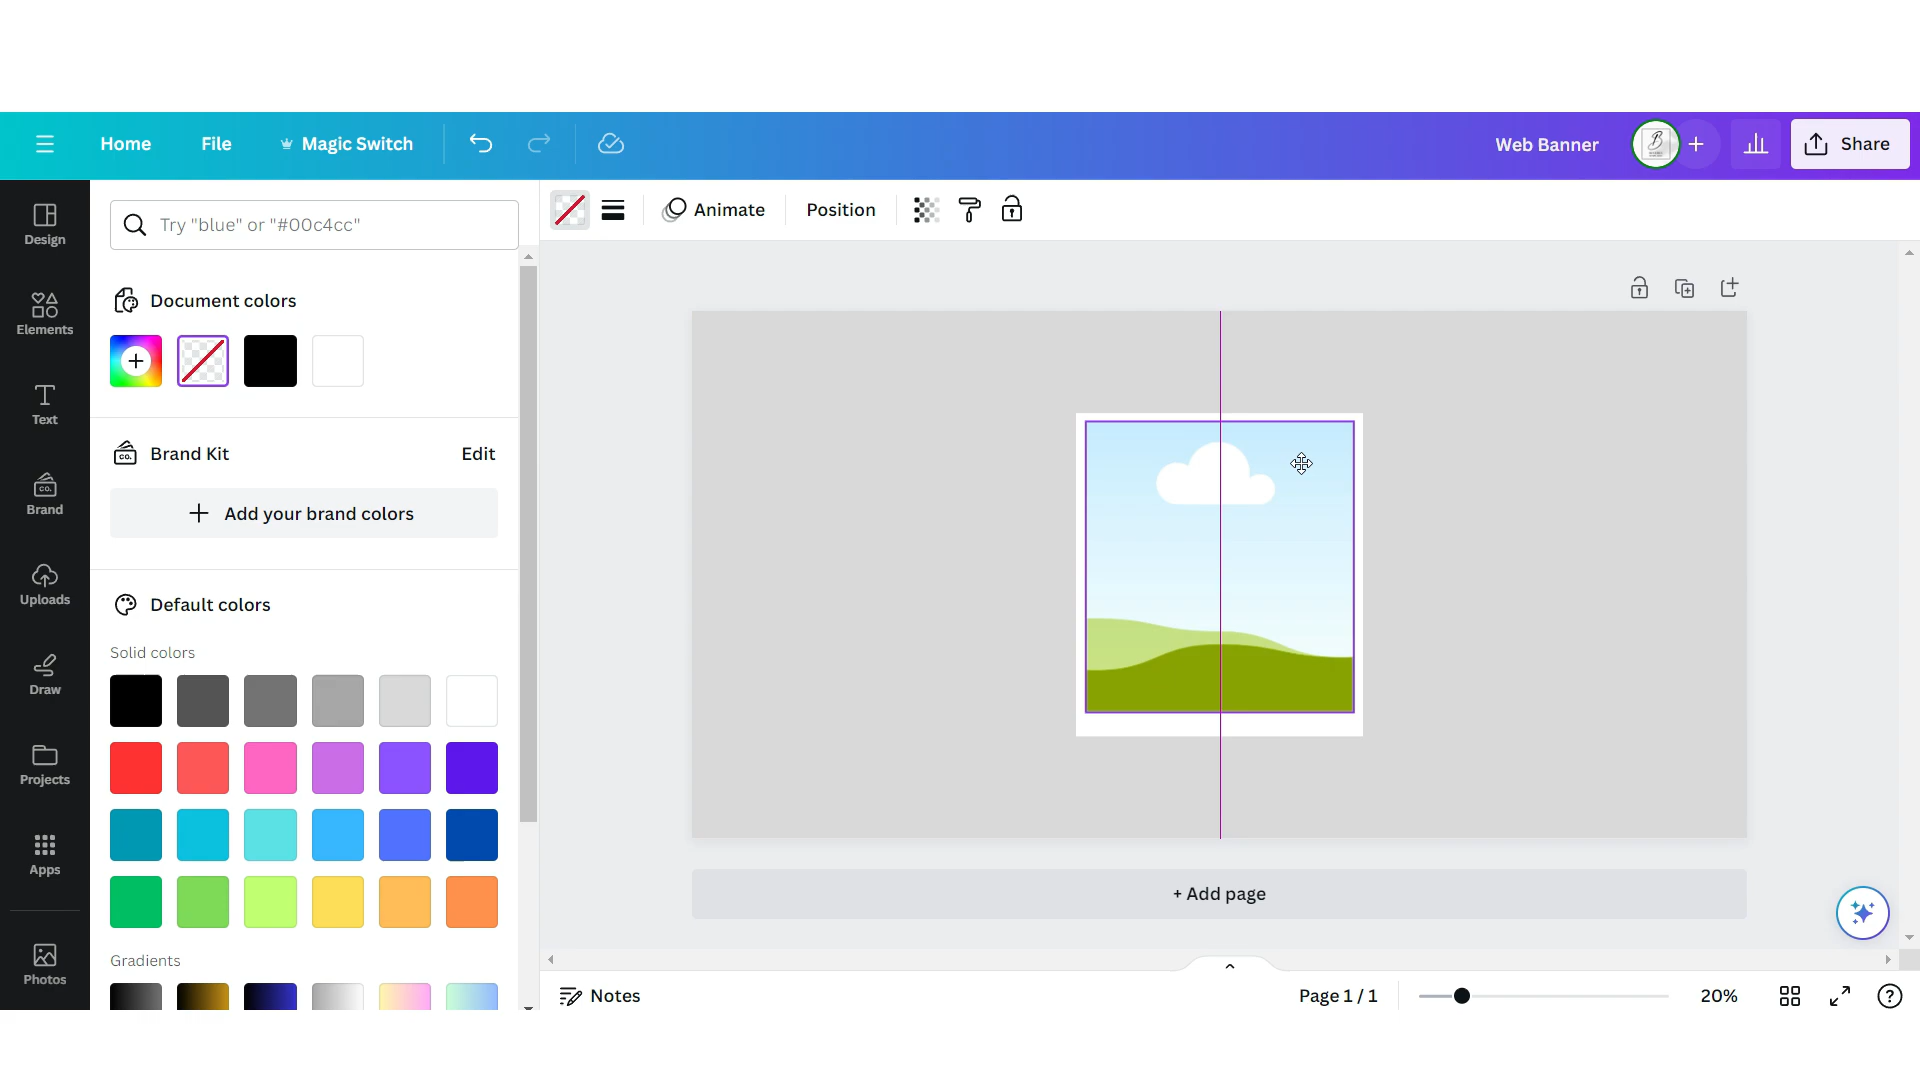 Home File Magic Switch Web Banner Share
Try "blue" or "#00c4cc"
Animate Position
Design
Elements
Text
Brand
Uploads
Draw
Projects
Apps
Photos
Document colors
Brand Kit Edit
CO.
CO.
Add your brand colors
Default colors
Solid colors
Gradients
+ Add page
Notes Page 1 / 1 20%